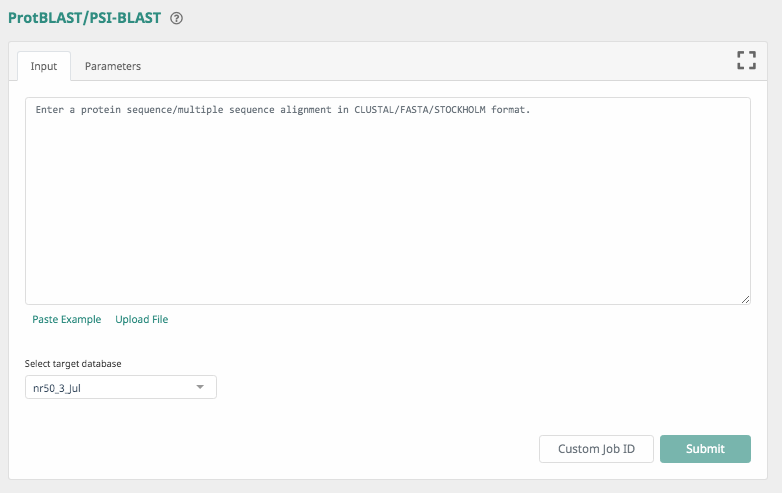 ProtBLAST/PSI-BLAST
Input Parameters
Enter a protein sequence/multiple sequence alignment in CLUSTAL/FASTA/STOCKHOLM format.
Paste Example Upload File
Select target database
nr50_3_Jul
Custom Job ID Submit